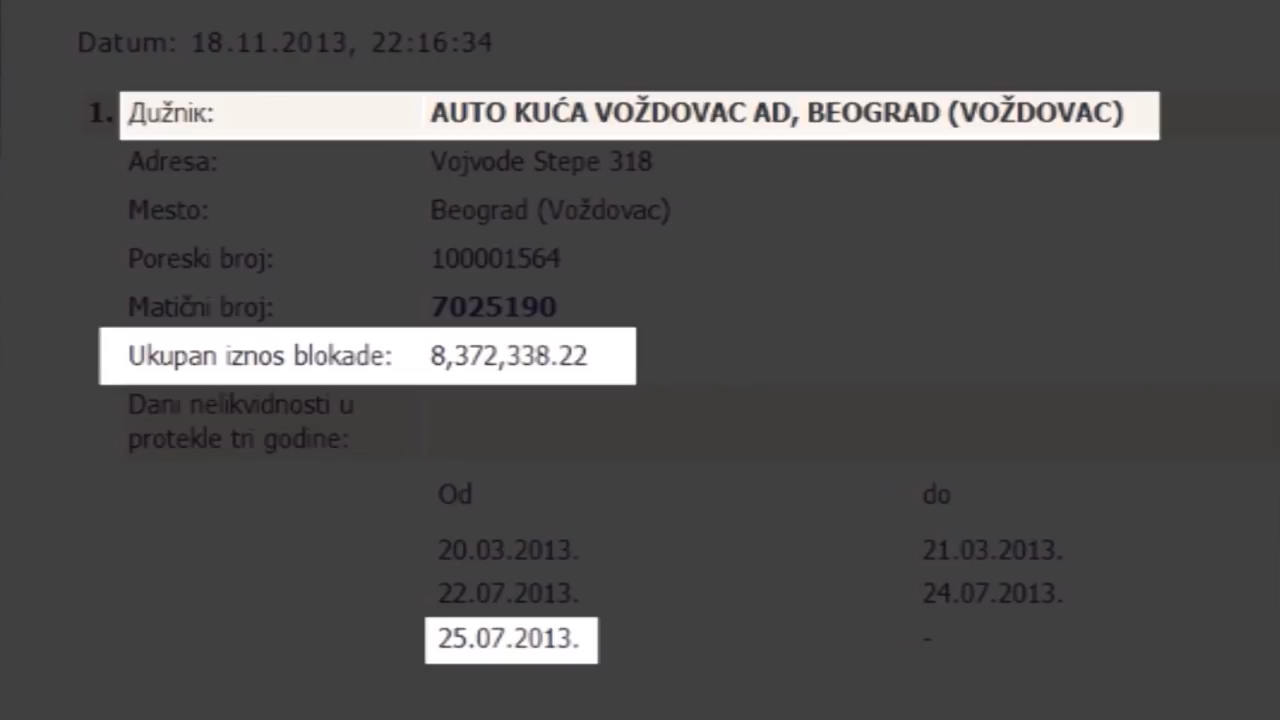 Datum: 18.11.2013, 22:16:34
1. Дužnik: AUTO KUĆA VOŽDOVAC AD, BEOGRAD (VOŽDOVAC)
Adresa: Vojvode Stepe 318
Mesto: Beograd (Voždovac)
Poreski broj: 100001564
Matični broj: 7025190
Ukupan iznos blokade: 8,372,338.22
Dani nelikvidnosti u
protekle tri godine:
Od do
20.03.2013. 21.03.2013.
22.07.2013. 24.07.2013.
25.07.2013. -